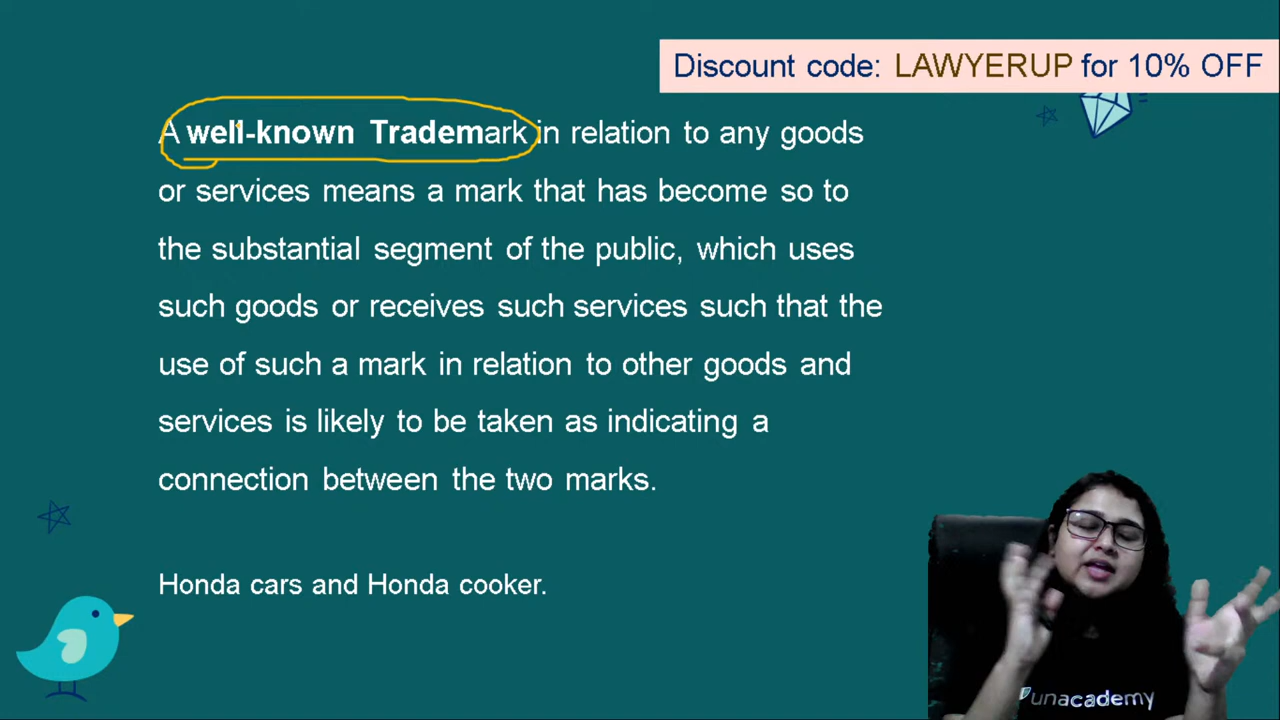 Discount code: LAWYERUP for 10% OFF
A well-known Trademark in relation to any goods
or services means a mark that has become so to
the substantial segment of the public, which uses
such goods or receives such services such that the
use of such a mark in relation to other goods and
services is likely to be taken as indicating a
connection between the two marks.
Honda cars and Honda cooker.
unacademy